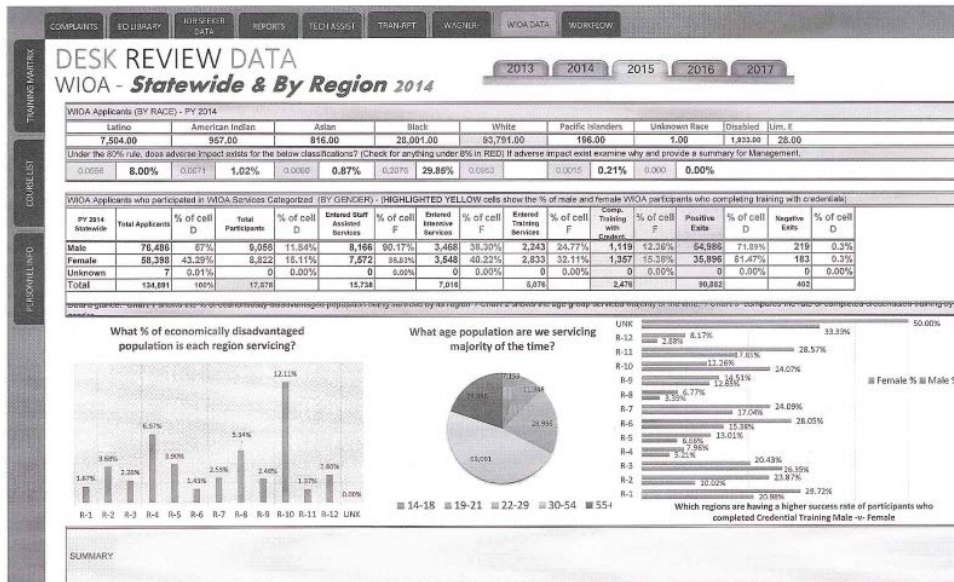 COMPLAINTS EO LIBRARY JOB SEEKER DATA REPORTS TECH ASSIST TRAN-RPT WAGNER- WIOA DATA WORKFLOW
TRAINING MARTRIX
COURSE LIST
PERSONNEL INFO
DESK REVIEW DATA
WIOA - Statewide & By Region 2014
2013 2014 2015 2016 2017
WIOA Applicants (BY RACE) - PY 2014
Latino American Indian Asian Black White Pacific Islanders Unknown Race Disabled Lim. E
7,504.00 957.00 816.00 28,001.00 93,791.00 196.00 1.00 1,933.00 28.00
Under the 80% rule, does adverse impact exists for the below classifications? (Check for anything under 8% in RED) If adverse impact exist examine why and provide a summary for Management.
8.00% 0.0071 1.02% 0.87% 29.85% 0.0015 0.21% 0.000 0.00%
WIOA Applicants who participated in WIOA Services Categorized (BY GENDER) - (HIGHLIGHTED YELLOW cells show the % of male and female WIOA participants who completing training with credentials)
PY 2014 Statewide Total Applicants % of cell D Total Participants % of cell D Entered Staff Assisted Services % of cell F Entered Intensive Services % of cell F Entered Training Services % of cell F Comp. Training with Credent. % of cell F Positive Exits % of cell D Negative Exits % of cell D
Male 76,486 57% 9,056 11.84% 8,166 90.17% 3,468 38.30% 2,243 24.77% 1,119 12.36% 54,986 71.89% 219 0.3%
Female 58,398 43.29% 8,822 15.11% 7,572 85.83% 3,548 40.22% 2,833 32.11% 1,357 15.38% 35,896 61.47% 183 0.3%
Unknown 7 0.01% 0 0.00% 0 0.00% 0 0.00% 0 0.00% 0 0.00% 0 0.00% 0 0.00%
Total 134,891 100% 17,878 15,738 7,016 5,076 2,476 90,882 402
What % of economically disadvantaged
population is each region servicing?
12.11%
6.97%
5.34%
3.68%
3.90%
2.53%
2.80%
1.87%
1.43%
1.37%
0.00%
R-1 R-2 R-3 R-4 R-5 R-6 R-7 R-8 R-9 R-10 R-11 R-12 UNK
What age population are we servicing
majority of the time?
7,153
11,346
14-18 19-21 22-29 30-54 55+
UNK 50.00%
33.33%
R-12 8.17%
2.88%
R-11 28.57%
17.65%
R-10 12.26%
24.07%
R-9 14.51%
12.65%
R-8 6.77%
3.35%
R-7 24.09%
17.04%
R-6 28.05%
15.38%
R-5 13.01%
6.66%
R-4 7.96%
5.21%
R-3 20.43%
26.35%
R-2 23.87%
10.02%
R-1 29.72%
20.98%
Female % Male %
Which regions are having a higher success rate of participants who
completed Credential Training Male -v- Female
SUMMARY